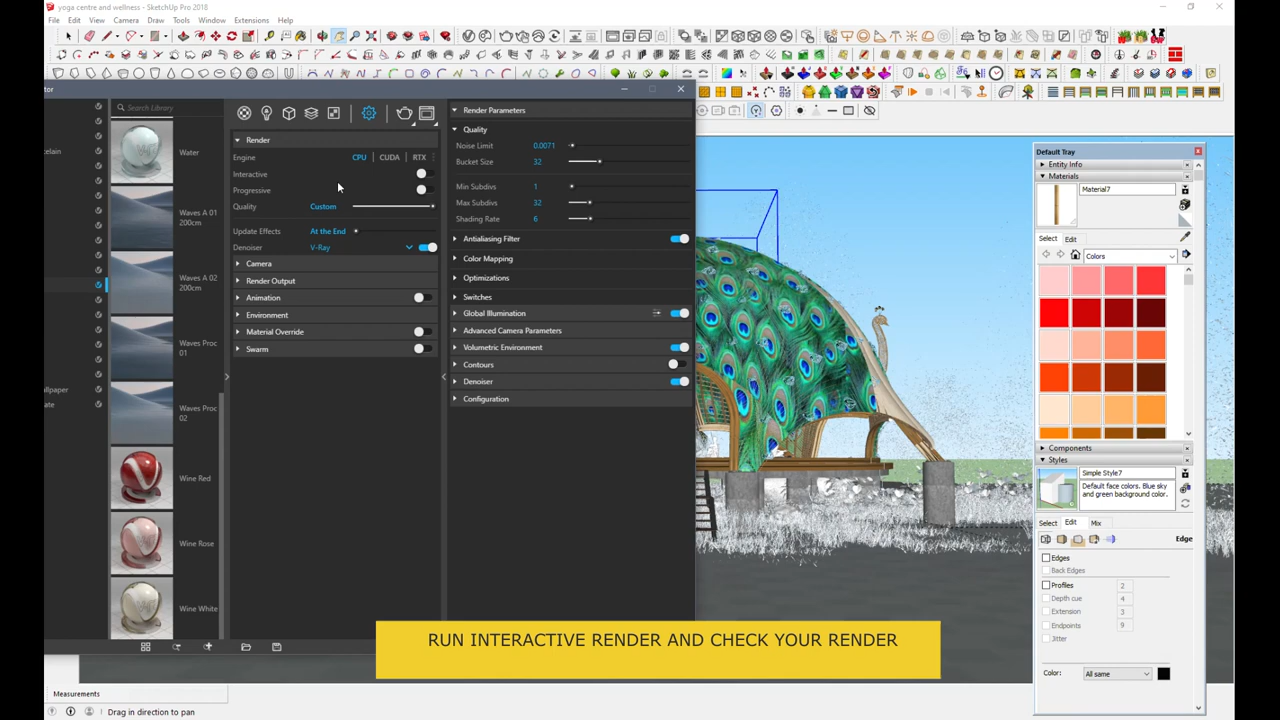 yoga centre and wellness - SketchUp Pro 2018
File Edit View Camera Draw Tools Window Extensions Help
Search Library
Water
Waves A 01
200cm
Waves A 02
200cm
Waves Proc
01
Waves Proc
02
Wine Red
Wine Rose
Wine White
Render
Engine CPU CUDA RTX
Interactive
Progressive
Quality Custom
Update Effects At the End
Denoiser V-Ray
Camera
Render Output
Animation
Environment
Material Override
Swarm
Render Parameters
Quality
Noise Limit 0.0071
Bucket Size 32
Min Subdivs 1
Max Subdivs 32
Shading Rate 6
Antialiasing Filter
Color Mapping
Optimizations
Switches
Global Illumination
Advanced Camera Parameters
Volumetric Environment
Contours
Denoiser
Configuration
Default Tray
Entity Info
Materials
Material7
Select Edit
Colors
Components
Styles
Simple Style7
Default face colors. Blue sky
and green background color.
Select Edit Mix
Edge
Edges
Back Edges
Profiles 2
Depth cue 4
Extension 3
Endpoints 9
Jitter
Color: All same
RUN INTERACTIVE RENDER AND CHECK YOUR RENDER
Measurements
Drag in direction to pan